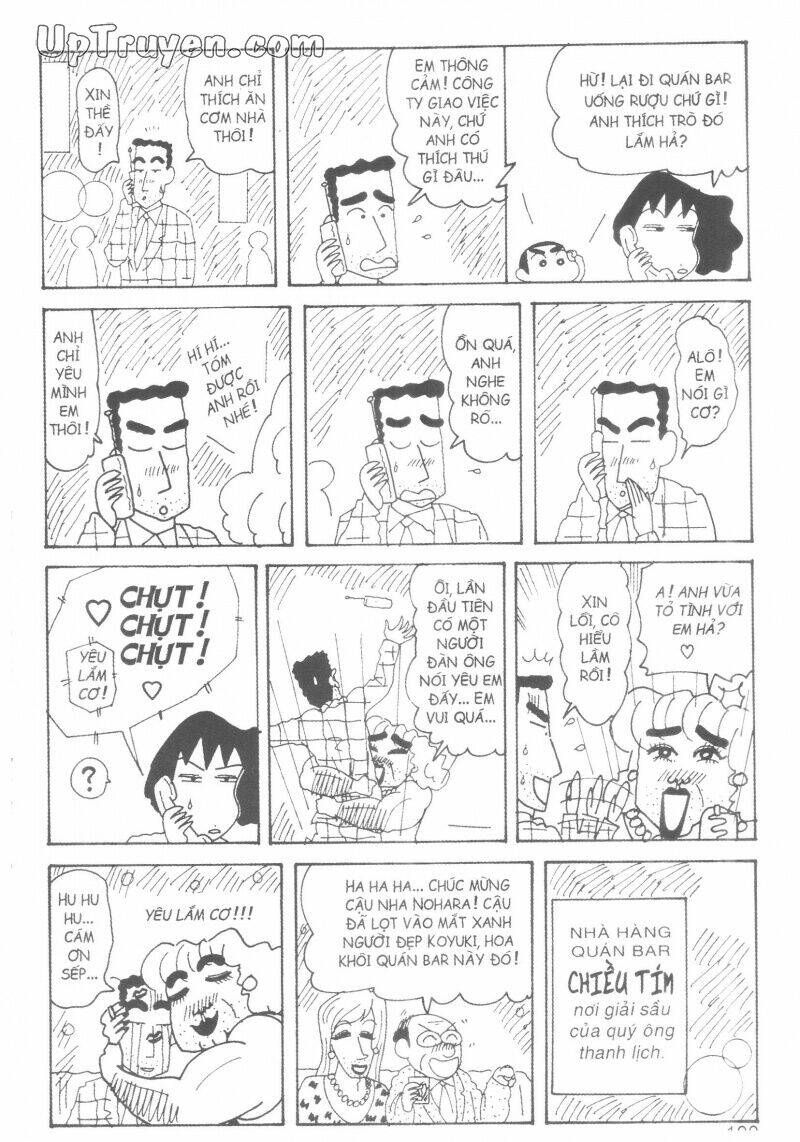 UpTruyen.com
HỪ! LẠI ĐI QUÁN BAR
UỐNG RƯỢU CHỨ GÌ!
ANH THÍCH TRÒ ĐÓ
LẮM HẢ?
EM THÔNG
CẢM! CÔNG
TY GIAO VIỆC
NÀY, CHỨ
ANH CÓ
THÍCH THÚ
GÌ ĐÂU...
ANH CHỈ
THÍCH ĂN
CƠM NHÀ
THÔI!
XIN
THỀ
ĐẤY
!
ALÔ!
EM
NÓI GÌ
CƠ?
ỒN QUÁ,
ANH
NGHE
KHÔNG
RÕ...
HÌ HÌ...
TÓM
ĐƯỢC
ANH RỒI
NHÉ!
ANH
CHỈ
YÊU
MÌNH
EM
THÔI!
A! ANH VỪA
TỎ TÌNH VỚI
EM HẢ?
♡
XIN
LỖI, CÔ
HIỂU
LẦM
RỒI!
ÔI, LẦN
ĐẦU TIÊN
CÓ MỘT
NGƯỜI
ĐÀN ÔNG
NÓI YÊU EM
ĐẤY... EM
VUI QUÁ...
♡ CHỤT!
CHỤT!
CHỤT!
♡
YÊU
LẮM
CƠ!
?
NHÀ HÀNG
QUÁN BAR
CHIỀU TÍM
nơi giải sầu
của quý ông
thanh lịch.
HA HA HA... CHÚC MỪNG
CẬU NHA NOHARA! CẬU
ĐÃ LỌT VÀO MẮT XANH
NGƯỜI ĐẸP KOYUKI, HOA
KHÔI QUÁN BAR NÀY ĐÓ!
YÊU LẮM CƠ!!!
HU HU
HU...
CÁM
ƠN
SẾP...